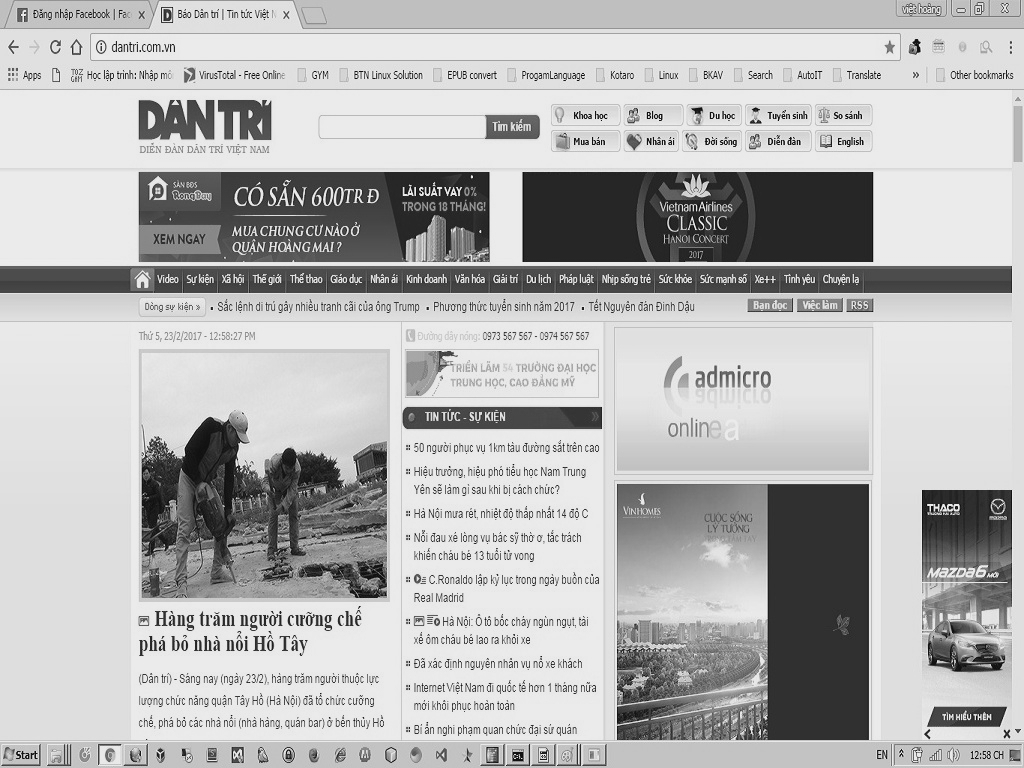 Đăng nhập Facebook | Fac
Báo Dân trí | Tin tức Việt N
việt hoàng
dantri.com.vn
Apps
Học lập trình: Nhập mô
VirusTotal - Free Online
GYM
BTN Linux Solution
EPUB convert
ProgamLanguage
Kotaro
Linux
BKAV
Search
AutoIT
Translate
»
Other bookmarks
DÂN TRÍ
DIỄN ĐÀN DÂN TRÍ VIỆT NAM
Tìm kiếm
Khoa học
Blog
Du học
Tuyển sinh
So sánh
Mua bán
Nhân ái
Đời sống
Diễn đàn
English
SÀN BĐS
RongBay
XEM NGAY
CÓ SẴN 600TR Đ
MUA CHUNG CƯ NÀO Ở
QUẬN HOÀNG MAI ?
LÃI SUẤT VAY 0%
TRONG 18 THÁNG!
Vietnam Airlines
CLASSIC
HANOI CONCERT
2017
Video
Sự kiện
Xã hội
Thế giới
Thể thao
Giáo dục
Nhân ái
Kinh doanh
Văn hóa
Giải trí
Du lịch
Pháp luật
Nhịp sống trẻ
Sức khỏe
Sức mạnh số
Xe++
Tình yêu
Chuyện lạ
Dòng sự kiện »
Sắc lệnh di trú gây nhiều tranh cãi của ông Trump
Phương thức tuyển sinh năm 2017
Tết Nguyên đàn Đinh Dậu
Bạn đọc
Việc làm
RSS
Thứ 5, 23/2/2017 - 12:58:27 PM
Hàng trăm người cưỡng chế
phá bỏ nhà nổi Hồ Tây
(Dân trí) - Sáng nay (ngày 23/2), hàng trăm người thuộc lực
lượng chức năng quận Tây Hồ (Hà Nội) đã tổ chức cưỡng
chế, phá bỏ các nhà nổi (nhà hàng, quán bar) ở bến thủy Hồ
Đường dây nóng: 0973 567 567 - 0974 567 567
TRIỂN LÃM 54 TRƯỜNG ĐẠI HỌC
TRUNG HỌC, CAO ĐẲNG MỸ
TIN TỨC - SỰ KIỆN
50 người phục vụ 1km tàu đường sắt trên cao
Hiệu trưởng, hiệu phó tiểu học Nam Trung
Yên sẽ làm gì sau khi bị cách chức?
Hà Nội mưa rét, nhiệt độ thấp nhất 14 độ C
Nỗi đau xé lòng vụ bác sỹ thờ ơ, tắc trách
khiến cháu bé 13 tuổi tử vong
C.Ronaldo lập kỷ lục trong ngày buồn của
Real Madrid
Hà Nội: Ô tô bốc cháy ngùn ngụt, tài
xế ôm cháu bé lao ra khỏi xe
Đã xác định nguyên nhân vụ nổ xe khách
Internet Việt Nam đi quốc tế hơn 1 tháng nữa
mới khôi phục hoàn toàn
Bí ẩn nghi phạm quan chức đại sứ quán
admicro
online
VINHOMES
CUỘC SỐNG
LÝ TƯỞNG
THACO
MAZDA6 MỚI
TÌM HIỂU THÊM
Start
EN
12:58 CH